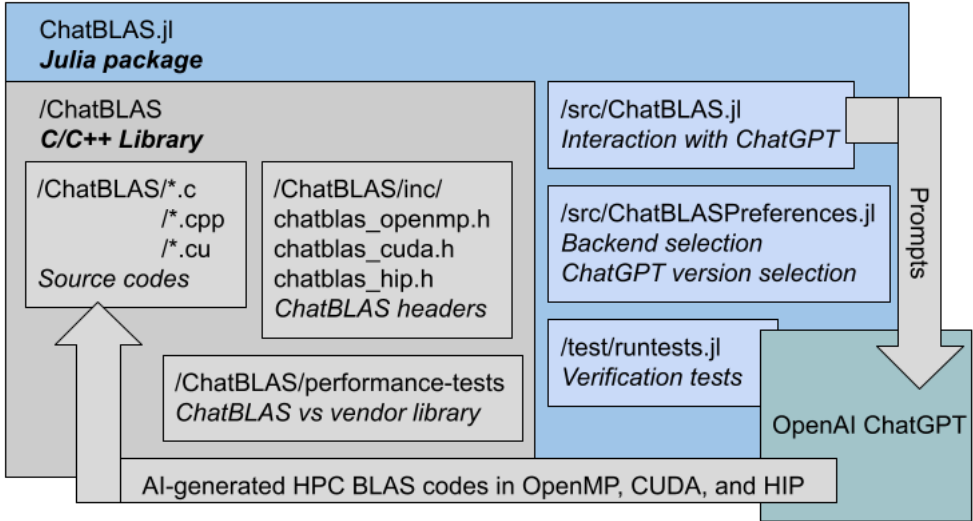 ChatBLAS.jl
Julia package
/ChatBLAS
C/C++ Library
/ChatBLAS/*.c
/*.cpp
/*.cu
Source codes
/ChatBLAS/inc/
chatblas_openmp.h
chatblas_cuda.h
chatblas_hip.h
ChatBLAS headers
/ChatBLAS/performance-tests
ChatBLAS vs vendor library
/src/ChatBLAS.jl
Interaction with ChatGPT
/src/ChatBLASPreferences.jl
Backend selection
ChatGPT version selection
/test/runtests.jl
Verification tests
Prompts
OpenAI ChatGPT
AI-generated HPC BLAS codes in OpenMP, CUDA, and HIP